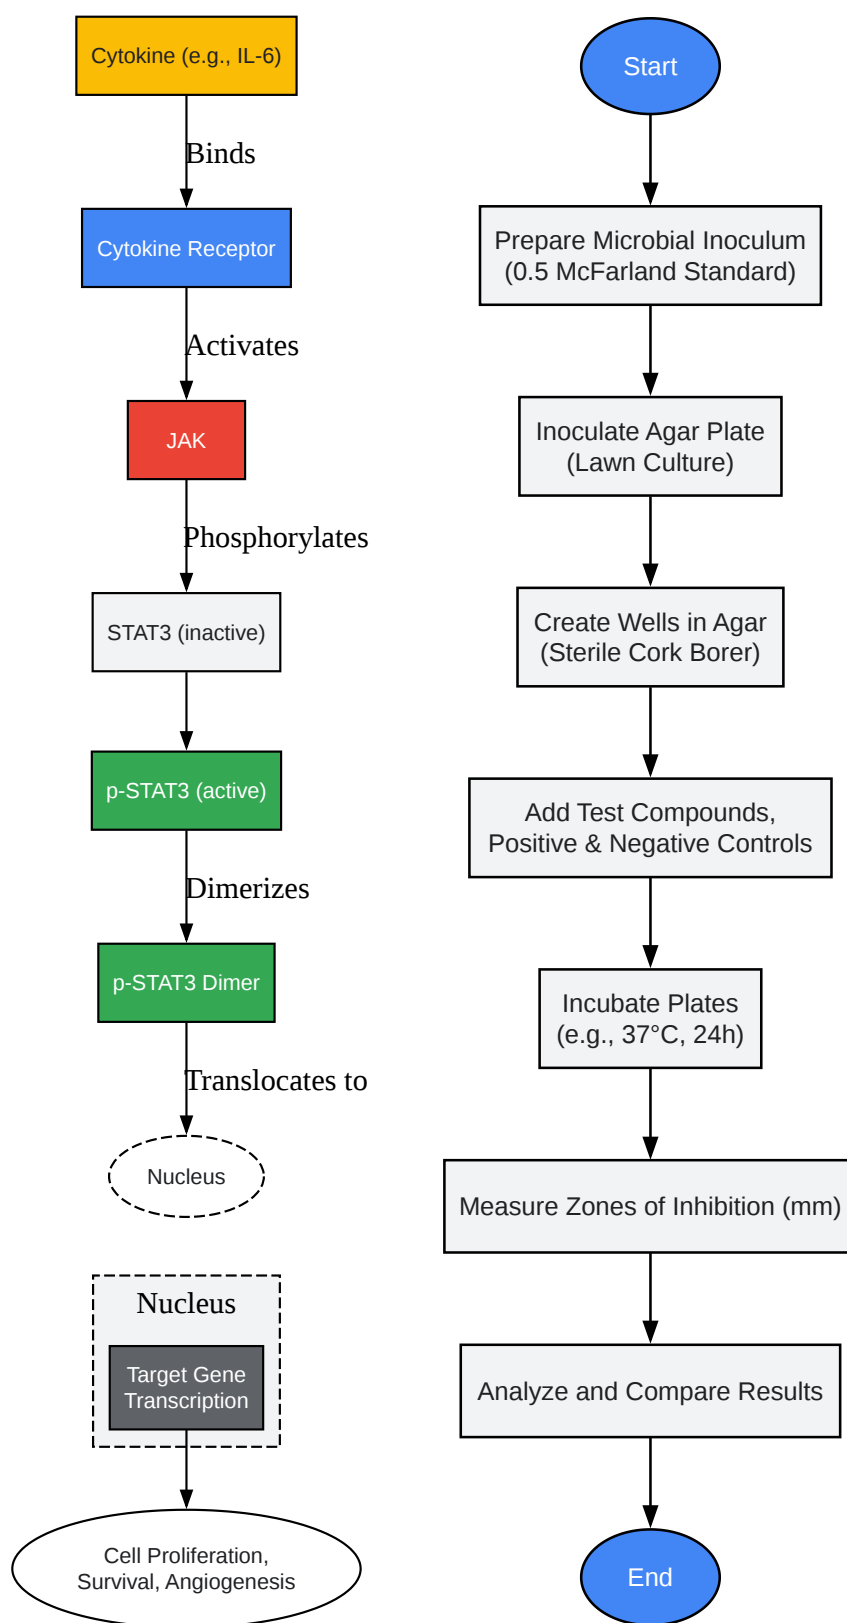 Cytokine (e.g., IL-6)
Binds
Cytokine Receptor
Activates
JAK
Phosphorylates
STAT3 (inactive)
p-STAT3 (active)
Dimerizes
p-STAT3 Dimer
Translocates to
Nucleus
Nucleus
Target Gene
Transcription
Cell Proliferation,
Survival, Angiogenesis
Start
Prepare Microbial Inoculum
(0.5 McFarland Standard)
Inoculate Agar Plate
(Lawn Culture)
Create Wells in Agar
(Sterile Cork Borer)
Add Test Compounds,
Positive & Negative Controls
Incubate Plates
(e.g., 37°C, 24h)
Measure Zones of Inhibition (mm)
Analyze and Compare Results
End